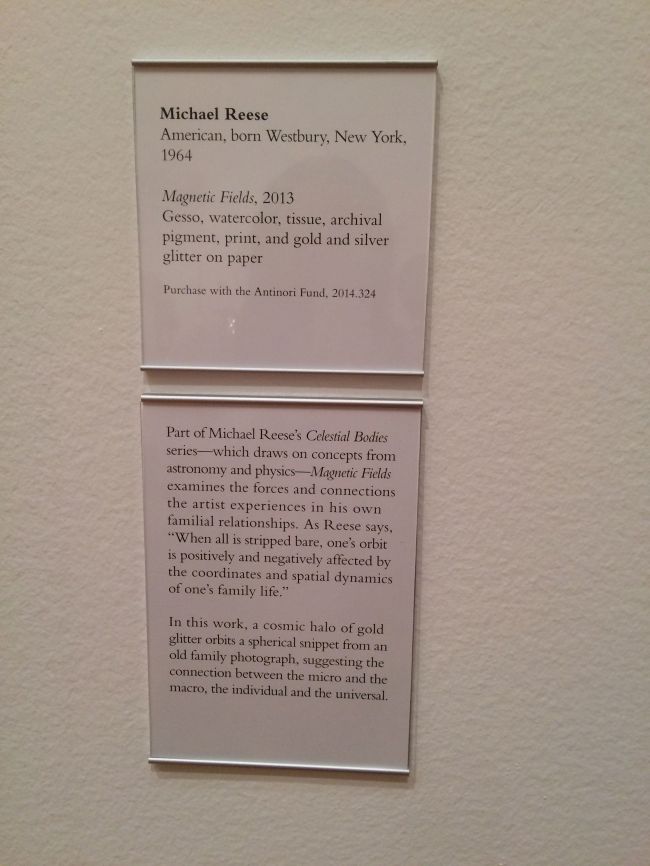 Michael Reese
American, born Westbury, New York,
1964
Magnetic Fields, 2013
Gesso, watercolor, tissue, archival
pigment, print, and gold and silver
glitter on paper
Purchase with the Antinori Fund, 2014.324
Part of Michael Reese's Celestial Bodies
series—which draws on concepts from
astronomy and physics—Magnetic Fields
examines the forces and connections
the artist experiences in his own
familial relationships. As Reese says,
“When all is stripped bare, one's orbit
is positively and negatively affected by
the coordinates and spatial dynamics
of one's family life.”
In this work, a cosmic halo of gold
glitter orbits a spherical snippet from an
old family photograph, suggesting the
connection between the micro and the
macro, the individual and the universal.